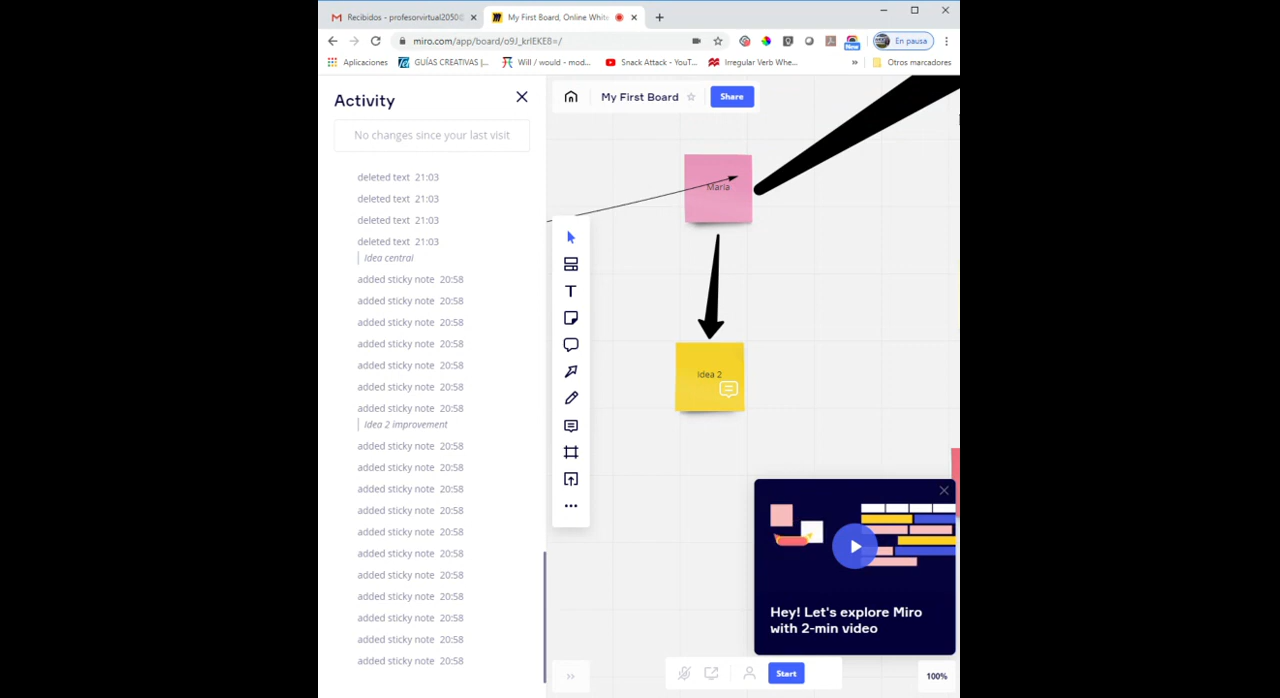 Recibidos - profesorvirtual2050@
My First Board, Online White
miro.com/app/board/o9J_krlEKE8=/
New
En pausa
Aplicaciones
GUÍAS CREATIVAS |...
Will / would - mod...
Snack Attack - YouT...
Irregular Verb Whe...
»
Otros marcadores
Activity
No changes since your last visit
deleted text 21:03
deleted text 21:03
deleted text 21:03
deleted text 21:03
Idea central
added sticky note 20:58
added sticky note 20:58
added sticky note 20:58
added sticky note 20:58
added sticky note 20:58
added sticky note 20:58
added sticky note 20:58
Idea 2 improvement
added sticky note 20:58
added sticky note 20:58
added sticky note 20:58
added sticky note 20:58
added sticky note 20:58
added sticky note 20:58
added sticky note 20:58
added sticky note 20:58
added sticky note 20:58
added sticky note 20:58
added sticky note 20:58
My First Board
Share
María
Idea 2
Hey! Let's explore Miro
with 2-min video
Start
100%